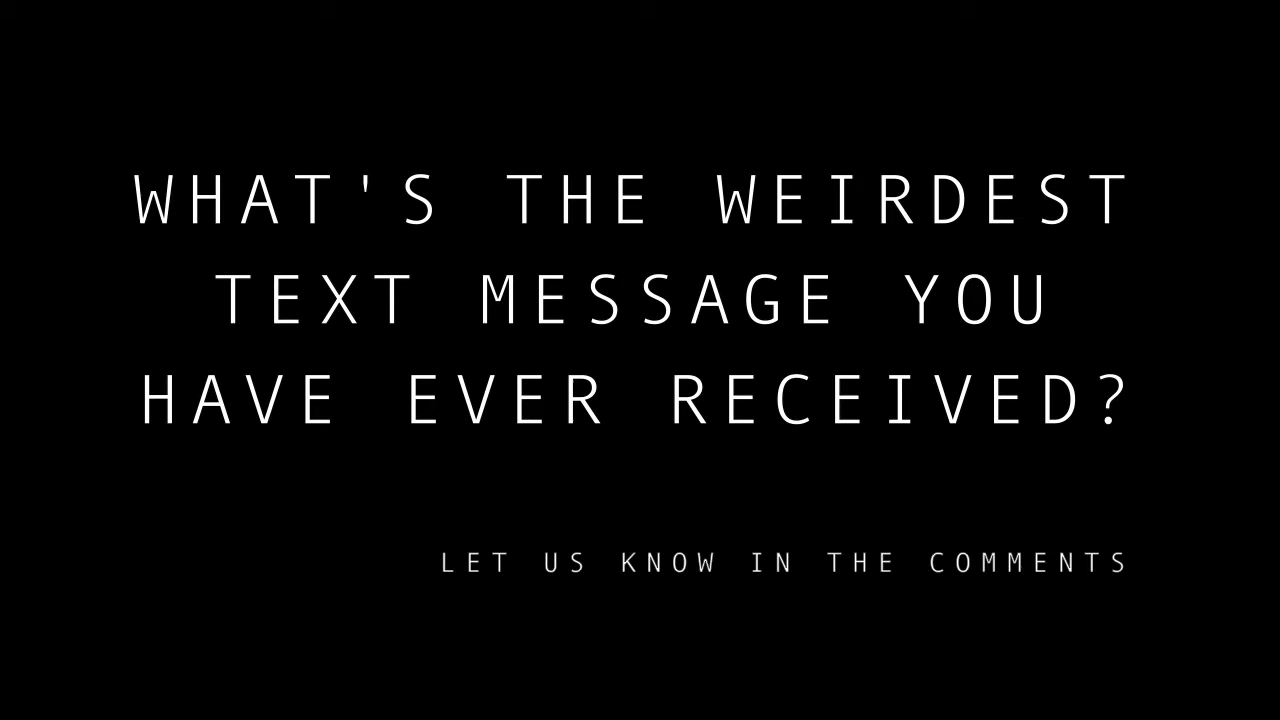 WHAT'S THE WEIRDEST
TEXT MESSAGE YOU
HAVE EVER RECEIVED?
LET US KNOW IN THE COMMENTS